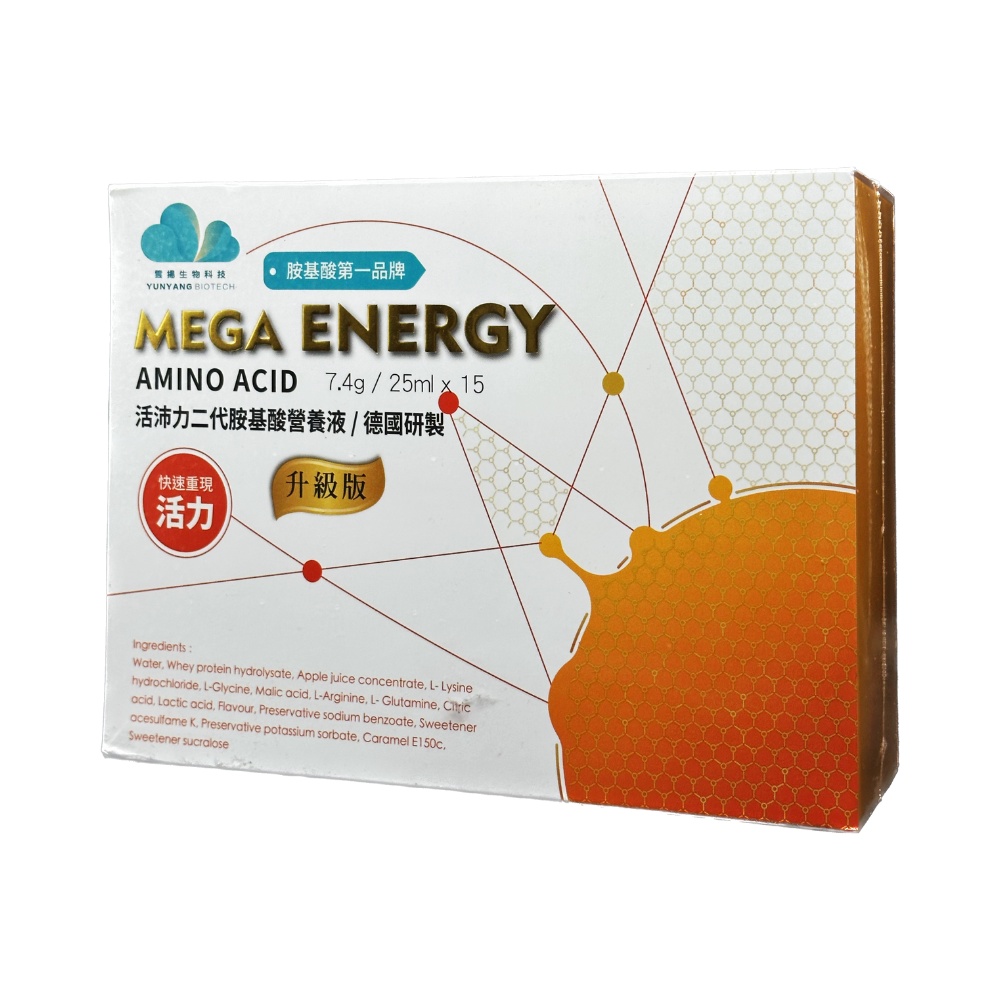 雲揚生物科技
YUNYANG BIOTECH
胺基酸第一品牌
MEGA ENERGY
AMINO ACID 7.4g / 25ml x 15
活沛力二代胺基酸營養液 / 德國研製
快速重現
活力
升級版
Ingredients :
Water, Whey protein hydrolysate, Apple juice concentrate, L- Lysine
hydrochloride, L-Glycine, Malic acid, L-Arginine, L- Glutamine, Citric
acid, Lactic acid, Flavour, Preservative sodium benzoate, Sweetener
acesulfame K, Preservative potassium sorbate, Caramel E150c,
Sweetener sucralose